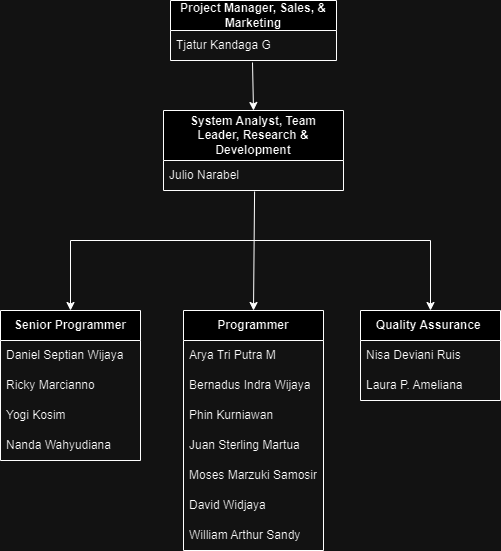 Project Manager, Sales, &
Marketing
Tjatur Kandaga G
System Analyst, Team
Leader, Research &
Development
Julio Narabel
Senior Programmer
Daniel Septian Wijaya
Ricky Marcianno
Yogi Kosim
Nanda Wahyudiana
Programmer
Arya Tri Putra M
Bernadus Indra Wijaya
Phin Kurniawan
Juan Sterling Martua
Moses Marzuki Samosir
David Widjaya
William Arthur Sandy
Quality Assurance
Nisa Deviani Ruis
Laura P. Ameliana